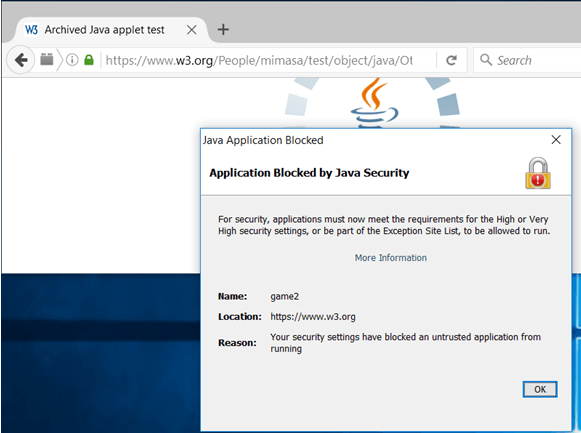 W3 Archived Java applet test
https://www.w3.org/People/mimasa/test/object/java/Ot
Search
Java Application Blocked
Application Blocked by Java Security
For security, applications must now meet the requirements for the High or Very
High security settings, or be part of the Exception Site List, to be allowed to run.
More Information
Name: game2
Location: https://www.w3.org
Reason: Your security settings have blocked an untrusted application from
running
OK